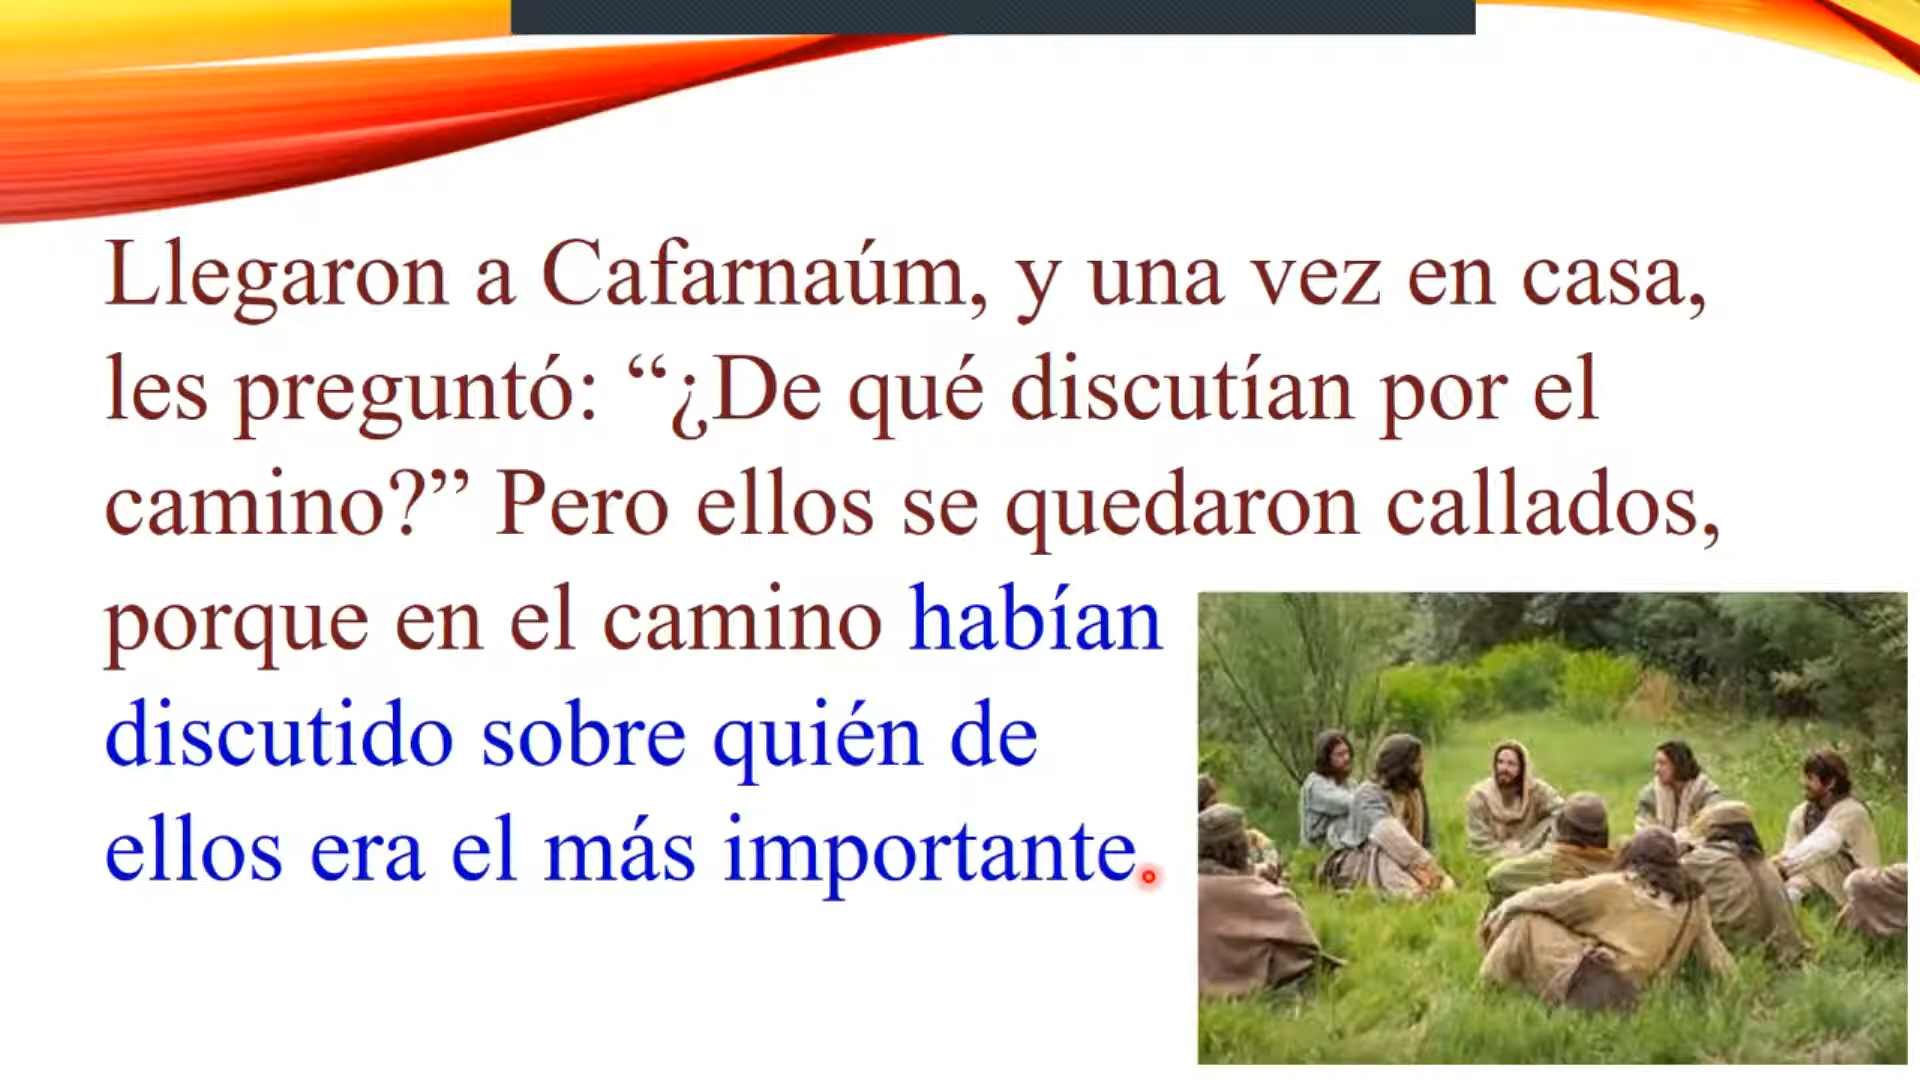 Llegaron a Cafarnaúm, y una vez en casa,
les preguntó: “¿De qué discutían por el
camino?” Pero ellos se quedaron callados,
porque en el camino habían
discutido sobre quién de
ellos era el más importante.